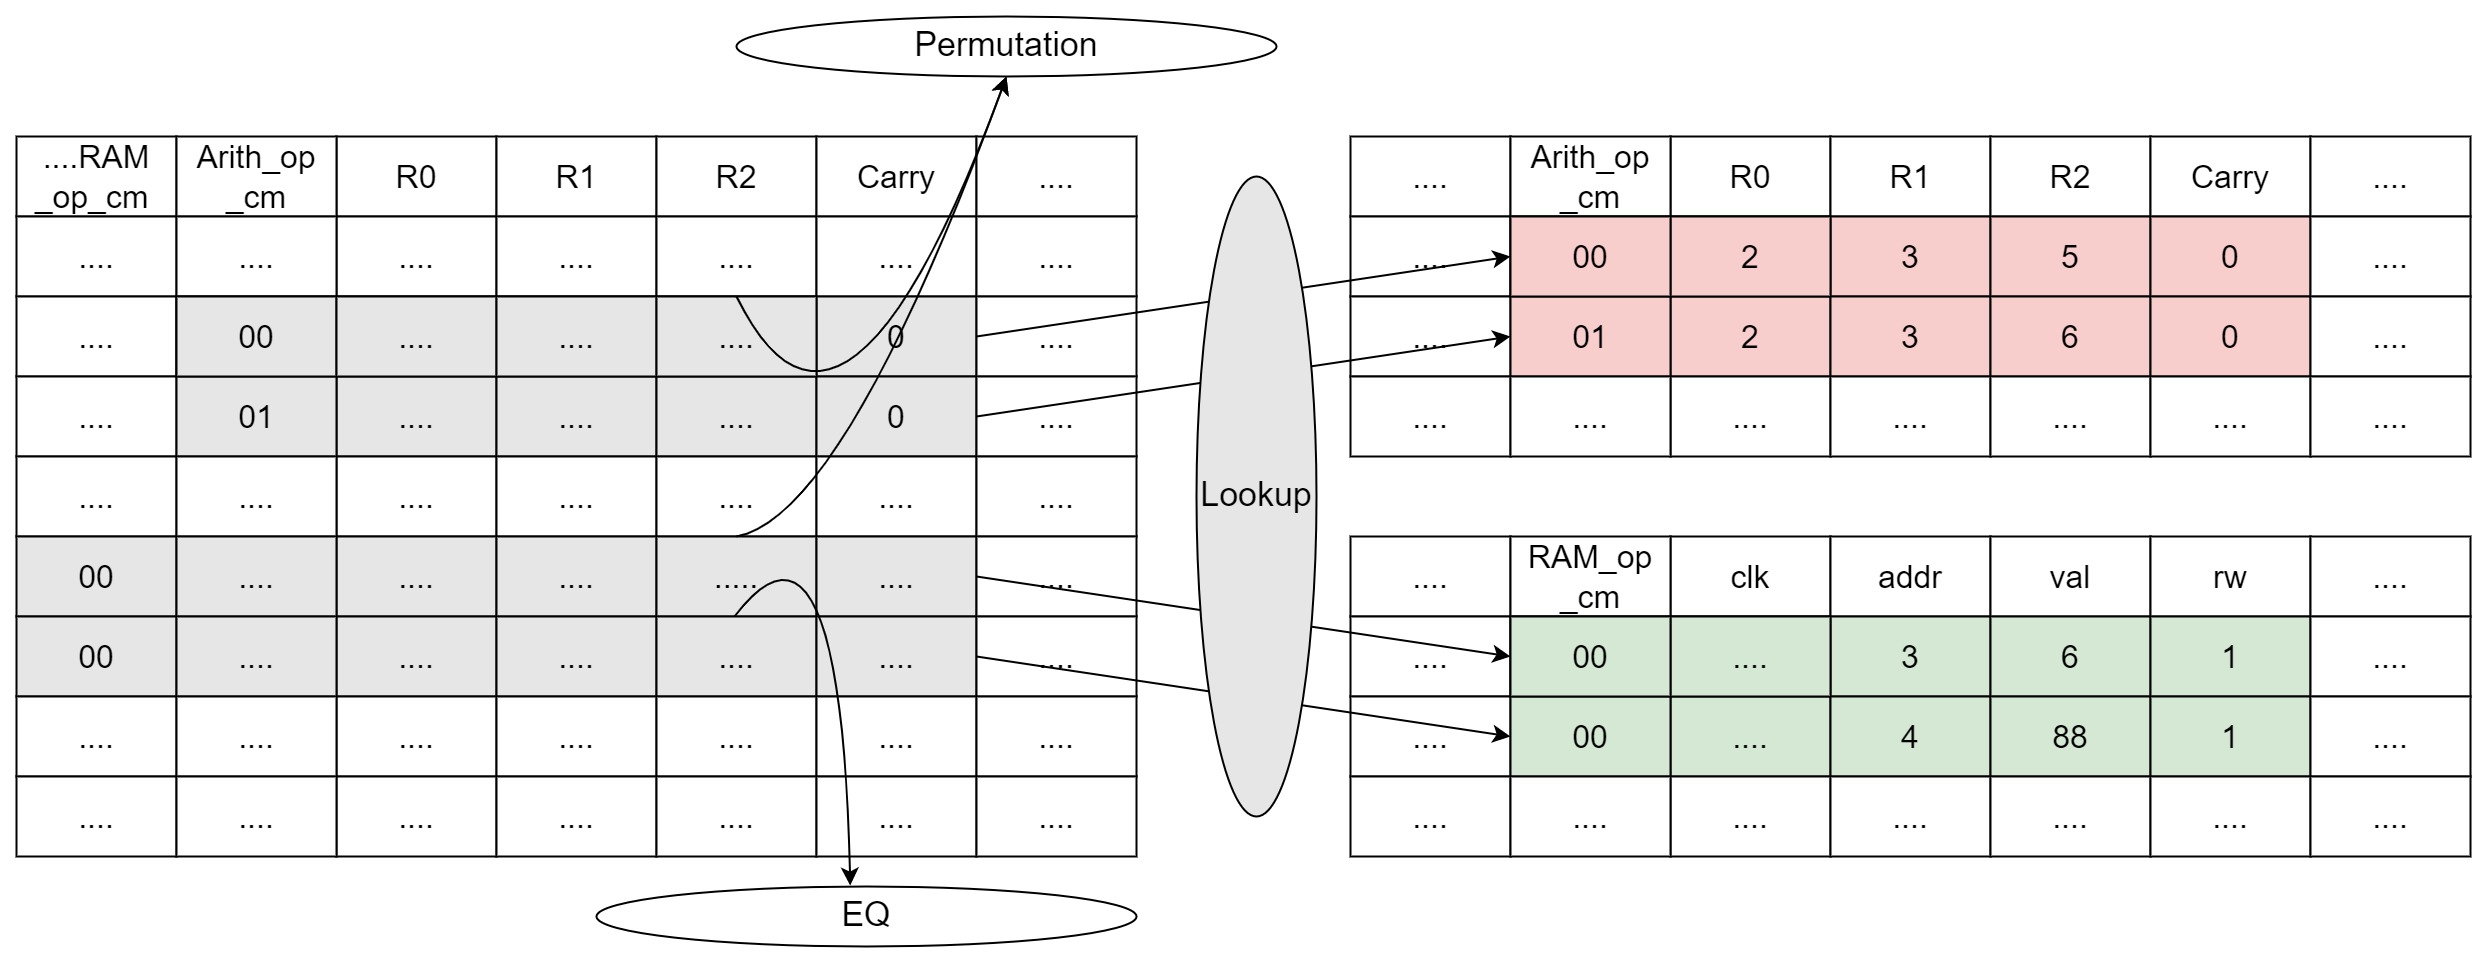 Permutation
....RAM _op_cm Arith_op _cm R0 R1 R2 Carry ....
.... .... .... .... .... .... ....
.... 00 .... .... .... 0 ....
.... 01 .... .... .... 0 ....
.... .... .... .... .... .... ....
00 .... .... .... ..... .... ....
00 .... .... .... .... .... ....
.... .... .... .... .... .... ....
.... .... .... .... .... .... ....
EQ
Lookup
.... Arith_op _cm R0 R1 R2 Carry ....
.... 00 2 3 5 0 ....
.... 01 2 3 6 0 ....
.... .... .... .... .... .... ....
.... RAM_op _cm clk addr val rw ....
.... 00 .... 3 6 1 ....
.... 00 .... 4 88 1 ....
.... .... .... .... .... .... ....